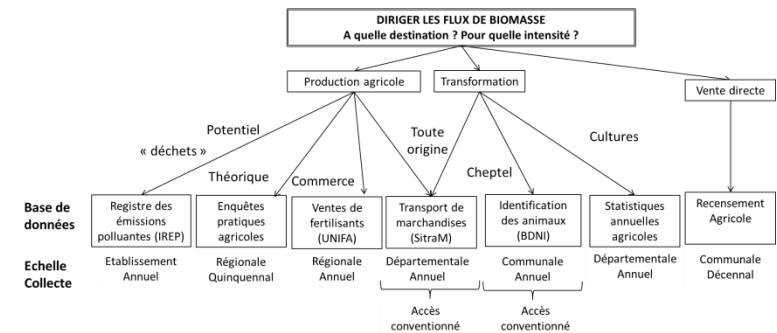 DIRIGER LES FLUX DE BIOMASSE
A quelle destination ? Pour quelle intensité ?
Production agricole
Transformation
Vente directe
Potentiel
« déchets »
Théorique
Commerce
Toute
origine
Cheptel
Cultures
Base de
données
Registre des
émissions
polluantes (IREP)
Enquêtes
pratiques
agricoles
Ventes de
fertilisants
(UNIFA)
Transport de
marchandises
(SitraM)
Identification
des animaux
(BDNI)
Statistiques
annuelles
agricoles
Recensement
Agricole
Echelle
Collecte
Etablissement
Annuel
Régionale
Quinquennal
Régionale
Annuel
Départementale
Annuel
Communale
Annuel
Départementale
Annuel
Communale
Décennal
Accès
conventionné
Accès
conventionné